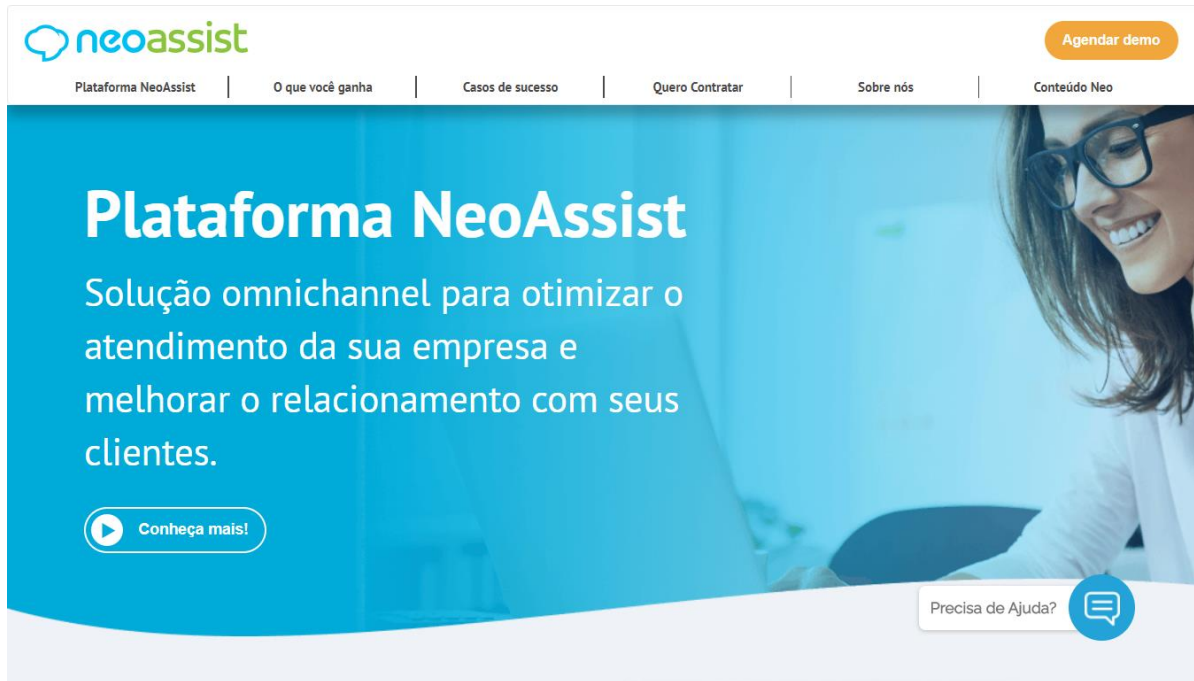 neoassist
Agendar demo
Plataforma NeoAssist
O que você ganha
Casos de sucesso
Quero Contratar
Sobre nós
Conteúdo Neo
Plataforma NeoAssist
Solução omnichannel para otimizar o
atendimento da sua empresa e
melhorar o relacionamento com seus
clientes.
Conheça mais!
Precisa de Ajuda?